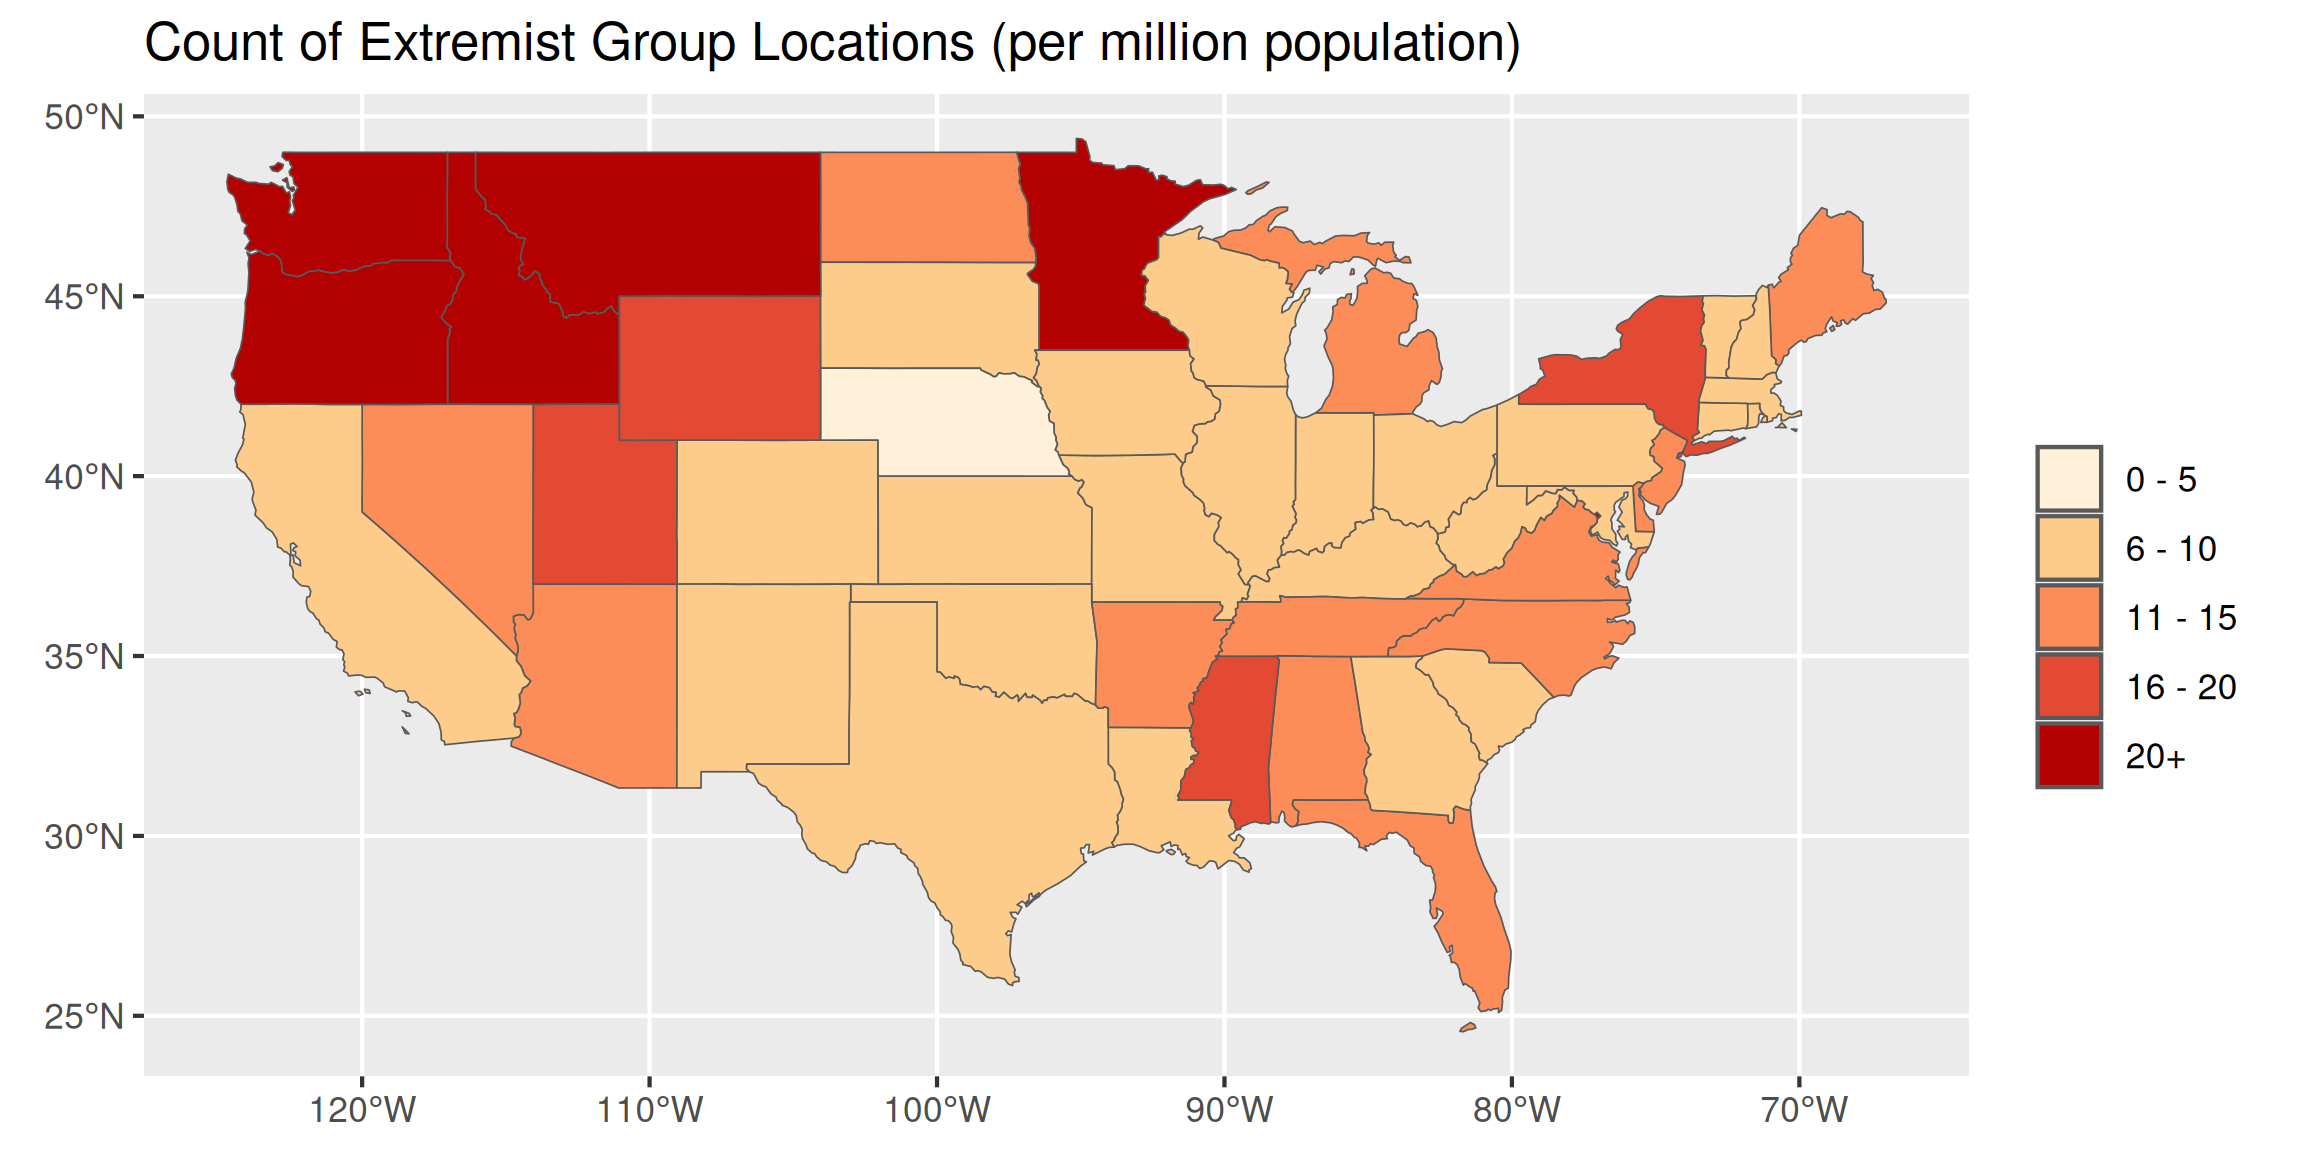 Count of Extremist Group Locations (per million population)
50°N
45°N
40°N
35°N
30°N
25°N
120°W
110°W
100°W
90°W
80°W
70°W
0 - 5
6 - 10
11 - 15
16 - 20
20+